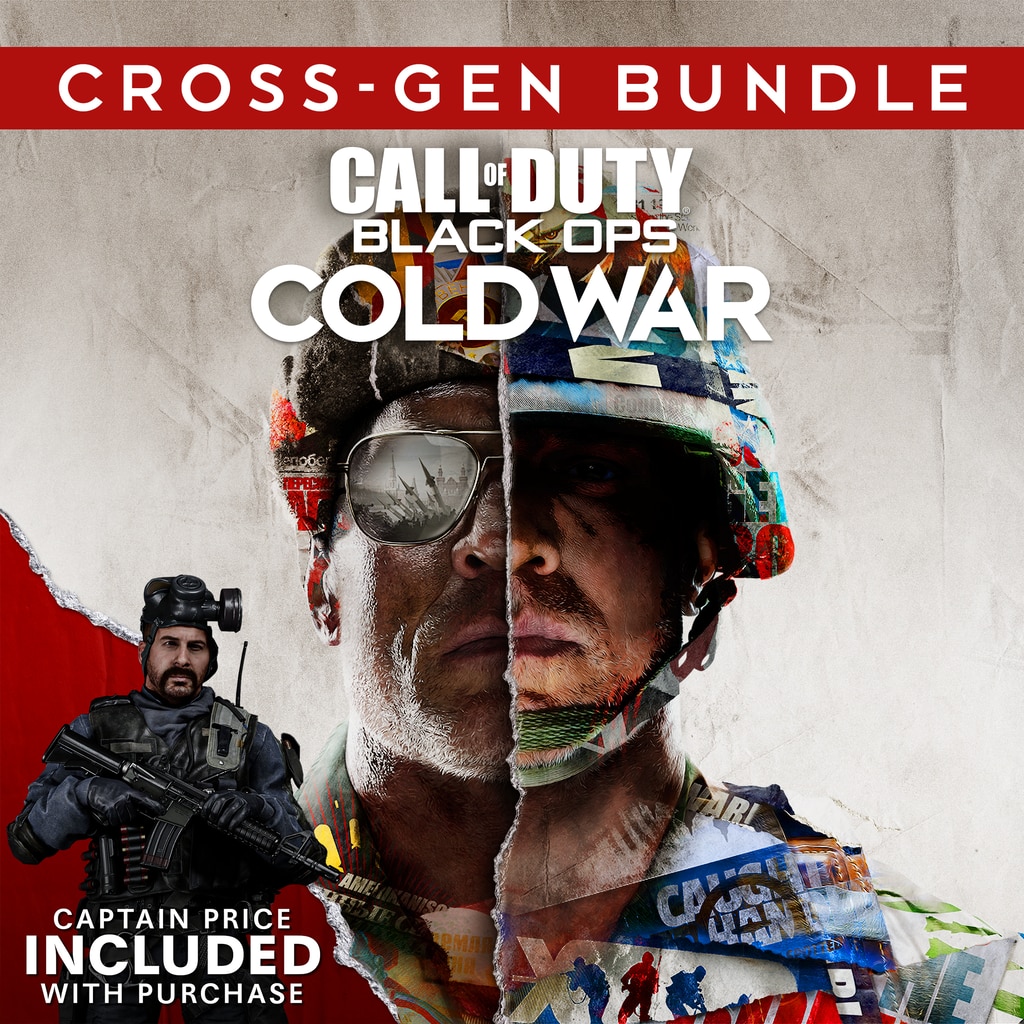 CROSS-GEN BUNDLE
CALL OF DUTY®
BLACK OPS
COLD WAR
CAPTAIN PRICE
INCLUDED
WITH PURCHASE